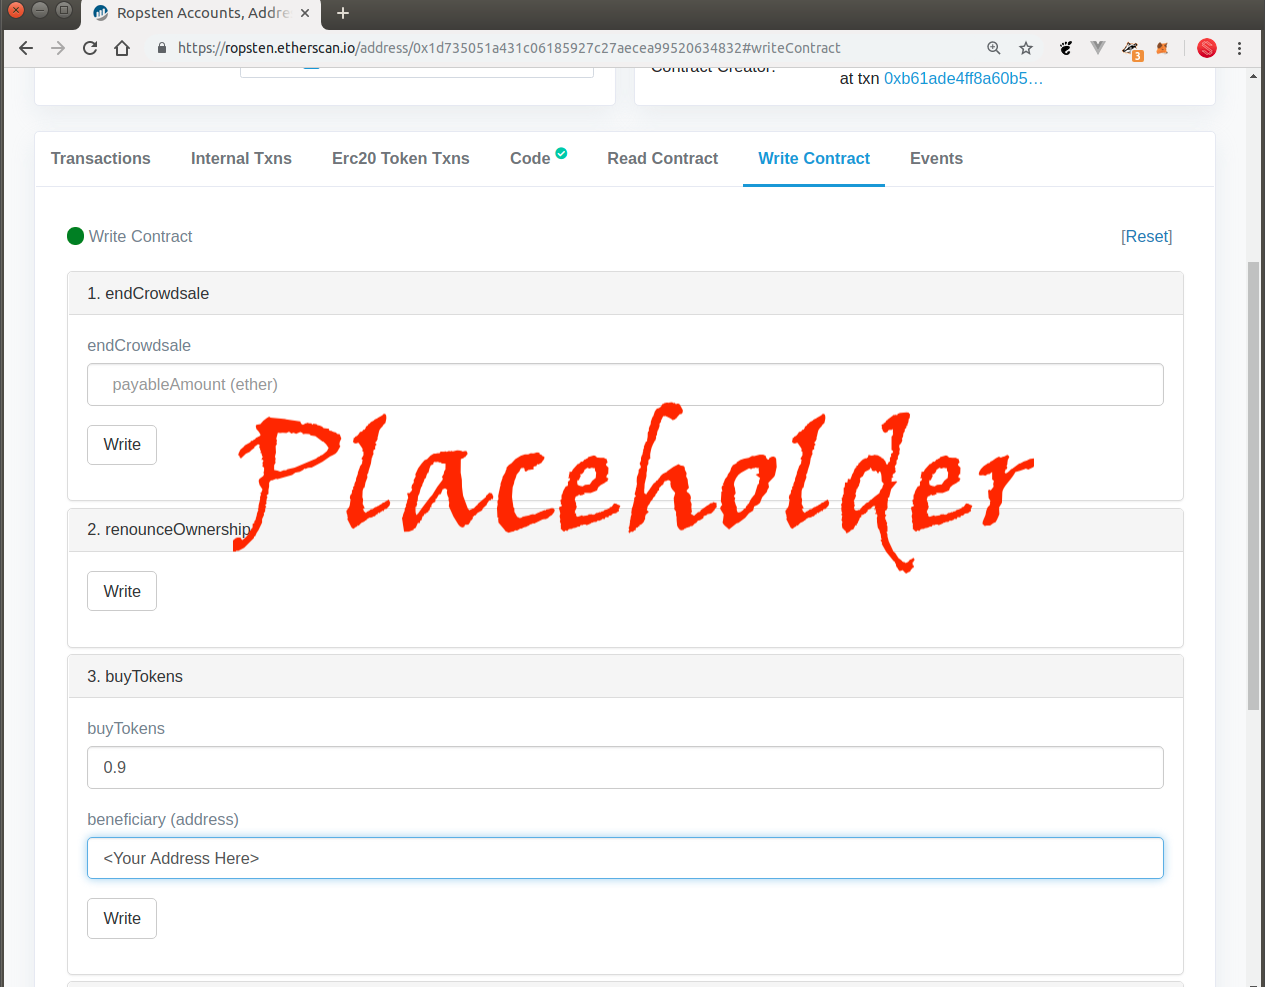 Ropsten Accounts, Addre
https://ropsten.etherscan.io/address/0x1d735051a431c06185927c27aecea99520634832#writeContract
3
S
Contract Creator:
at txn 0xb61ade4ff8a60b5...
Transactions Internal Txns Erc20 Token Txns Code Read Contract Write Contract Events
Write Contract [Reset]
1. endCrowdsale
endCrowdsale
payableAmount (ether)
Write
Placeholder
2. renounceOwnership
Write
3. buyTokens
buyTokens
0.9
beneficiary (address)
<Your Address Here>
Write